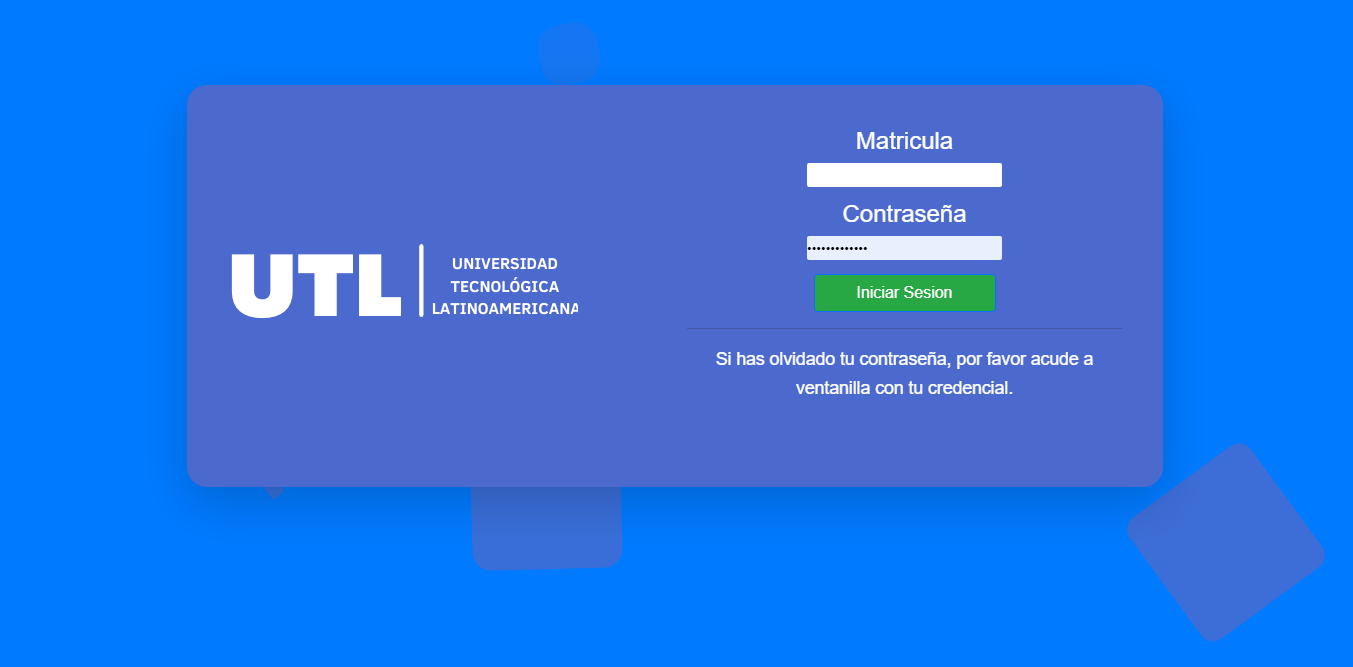 Matricula
Contraseña
•••••••••••••
Iniciar Sesion
Si has olvidado tu contraseña, por favor acude a
ventanilla con tu credencial.
UTL
UNIVERSIDAD
TECNOLÓGICA
LATINOAMERICANA